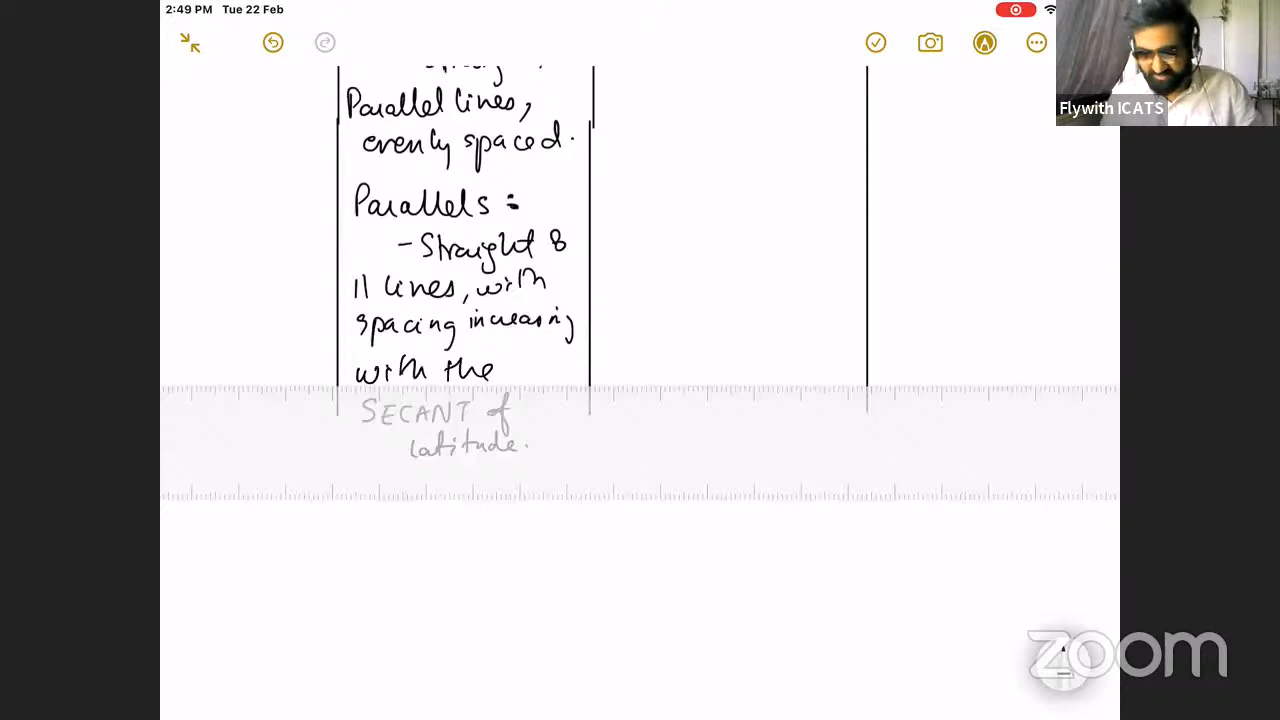 2:49 PM Tue 22 Feb
Parallel lines,
evenly spaced.
Parallels :
- Straight &
11 lines, with
spacing increasing
with the
SECANT of
latitude.
Flywith ICATS
zoom